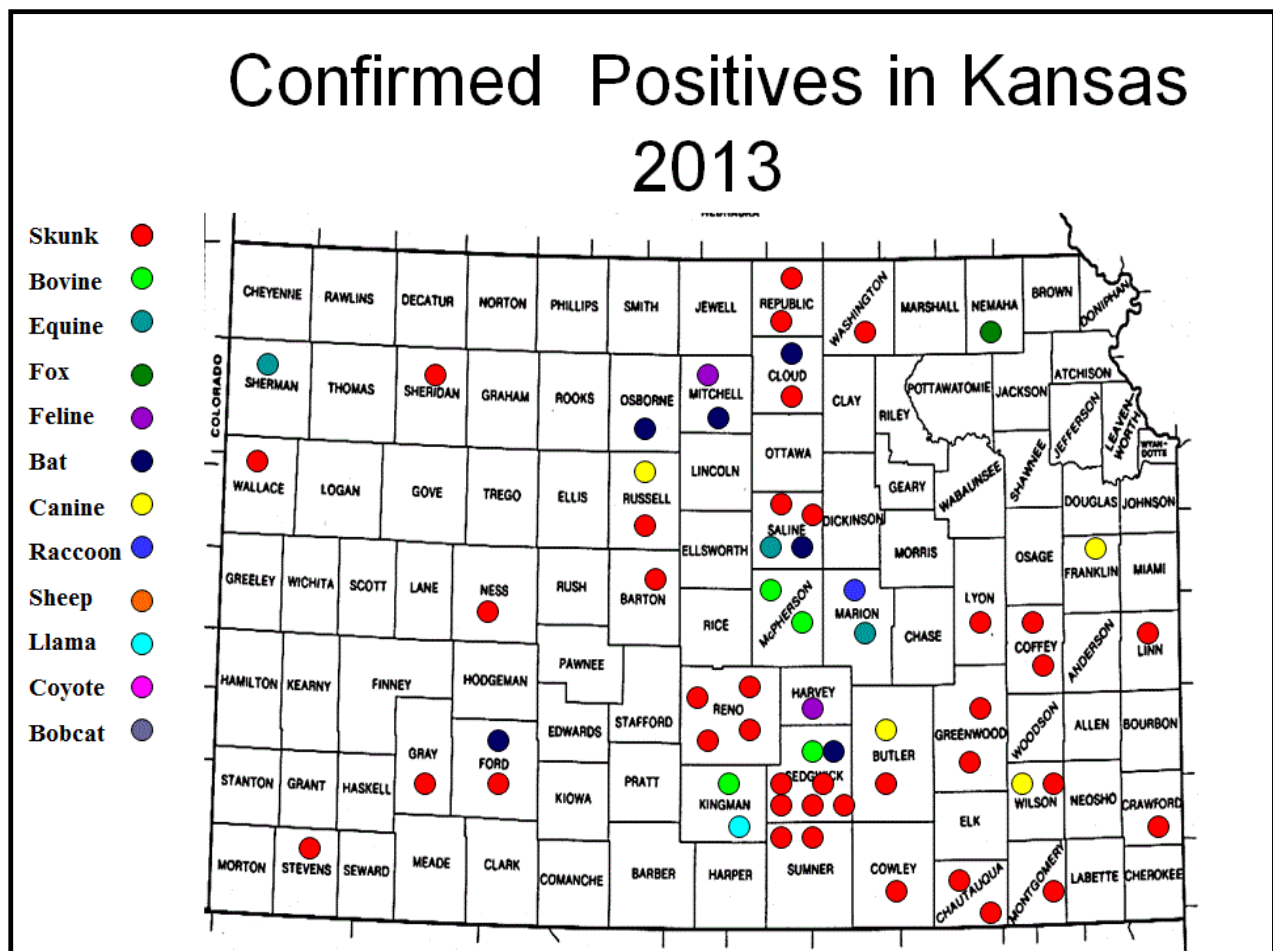 Confirmed Positives in Kansas
2013
Skunk
Bovine
Equine
Fox
Feline
Bat
Canine
Raccoon
Sheep
Llama
Coyote
Bobcat
NEBRASKA
COLORADO
CHEYENNE
RAWLINS
DECATUR
NORTON
PHILLIPS
SMITH
JEWELL
REPUBLIC
WASHINGTON
MARSHALL
NEMAHA
BROWN
DONIPHAN
SHERMAN
THOMAS
SHERIDAN
GRAHAM
ROOKS
OSBORNE
MITCHELL
CLOUD
CLAY
RILEY
POTTAWATOMIE
JACKSON
ATCHISON
JEFFERSON
LEAVEN-
WORTH
WYAN-
DOTTE
WALLACE
LOGAN
GOVE
TREGO
ELLIS
RUSSELL
LINCOLN
OTTAWA
SALINE
DICKINSON
GEARY
WABAUNSEE
SHAWNEE
DOUGLAS
JOHNSON
GREELEY
WICHITA
SCOTT
LANE
NESS
RUSH
BARTON
ELLSWORTH
RICE
McPHERSON
MARION
MORRIS
CHASE
LYON
OSAGE
FRANKLIN
MIAMI
COFFEY
ANDERSON
LINN
HAMILTON
KEARNY
FINNEY
HODGEMAN
PAWNEE
EDWARDS
STAFFORD
RENO
HARVEY
SEDGWICK
BUTLER
GREENWOOD
WOODSON
ALLEN
BOURBON
STANTON
GRANT
HASKELL
GRAY
FORD
KIOWA
PRATT
KINGMAN
ELK
WILSON
NEOSHO
CRAWFORD
MORTON
STEVENS
SEWARD
MEADE
CLARK
COMANCHE
BARBER
HARPER
SUMNER
COWLEY
CHAUTAUQUA
MONTGOMERY
LABETTE
CHEROKEE